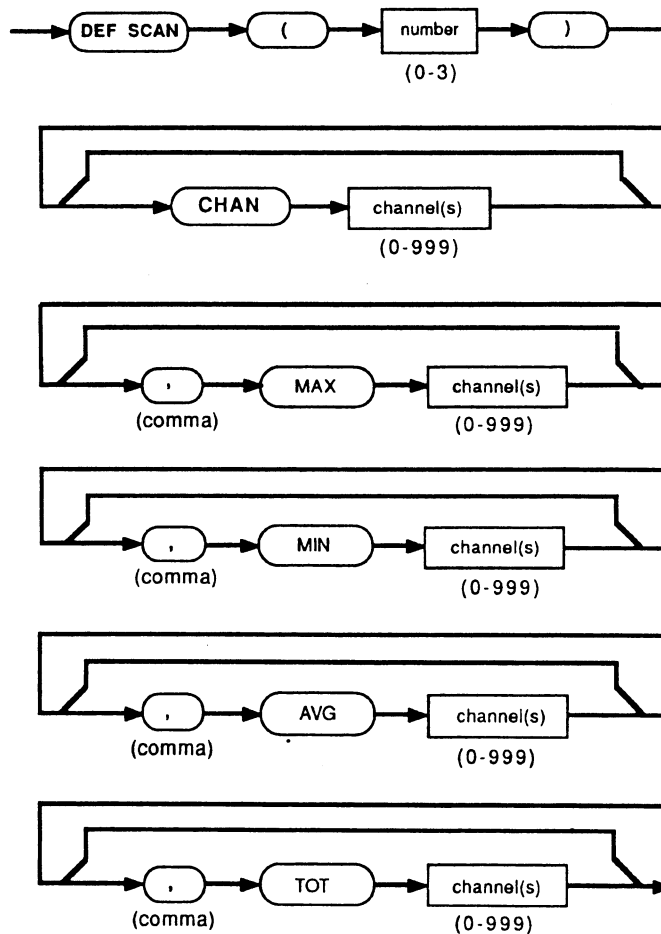 DEF SCAN ( number )
(0-3)
CHAN channel(s)
(0-999)
, MAX channel(s)
(comma) (0-999)
, MIN channel(s)
(comma) (0-999)
, AVG channel(s)
(comma) (0-999)
, TOT channel(s)
(comma) (0-999)